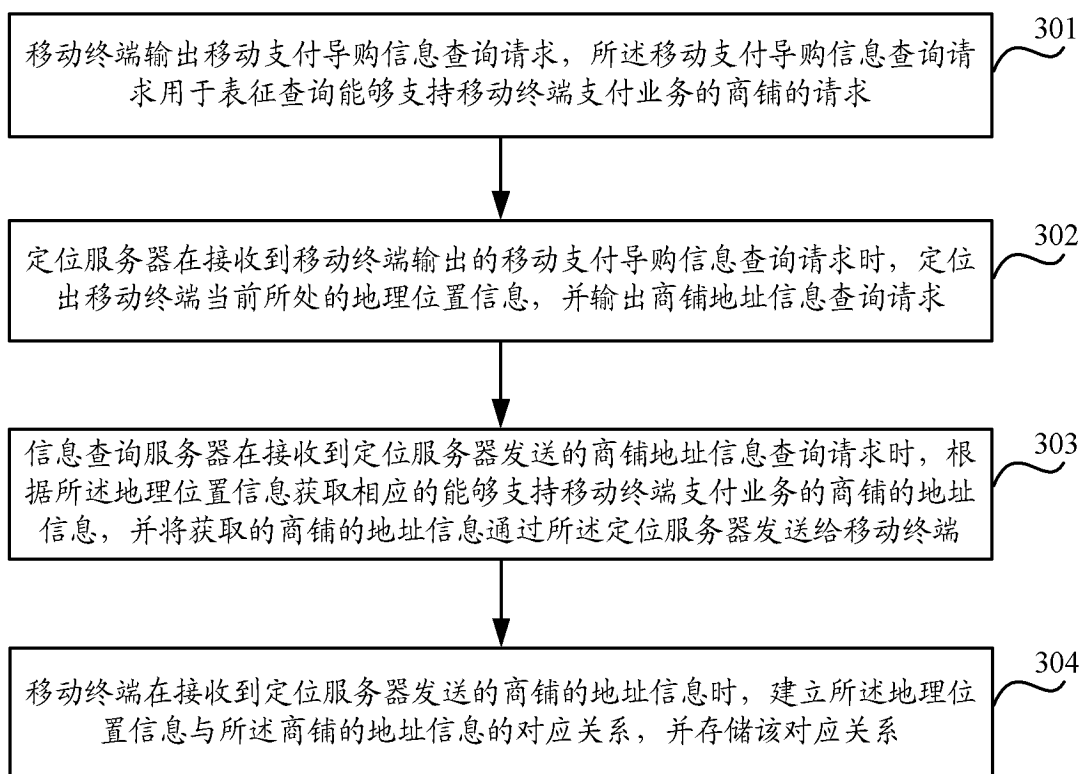 301
移动终端输出移动支付导购信息查询请求，所述移动支付导购信息查询请
求用于表征查询能够支持移动终端支付业务的商铺的请求
302
定位服务器在接收到移动终端输出的移动支付导购信息查询请求时，定位
出移动终端当前所处的地理位置信息，并输出商铺地址信息查询请求
303
信息查询服务器在接收到定位服务器发送的商铺地址信息查询请求时，根
据所述地理位置信息获取相应的能够支持移动终端支付业务的商铺的地址
信息，并将获取的商铺的地址信息通过所述定位服务器发送给移动终端
304
移动终端在接收到定位服务器发送的商铺的地址信息时，建立所述地理位
置信息与所述商铺的地址信息的对应关系，并存储该对应关系